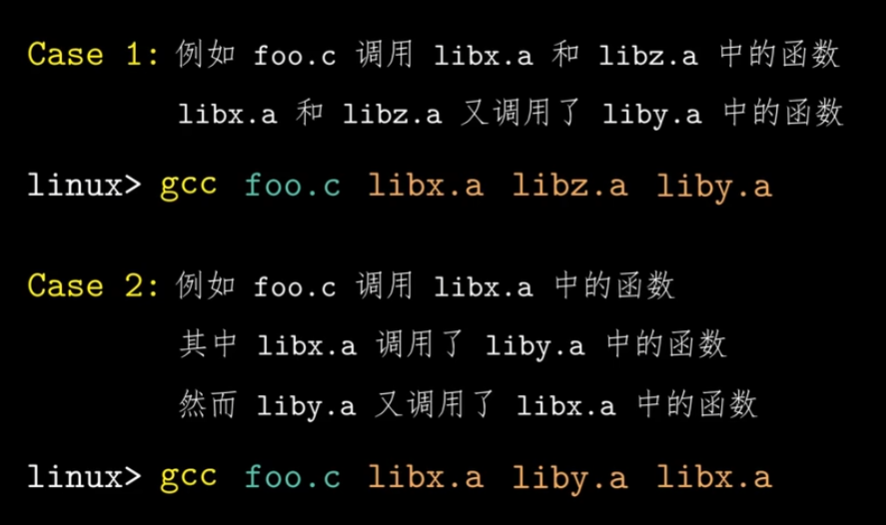 Case 1: 例如 foo.c 调用 libx.a 和 libz.a 中的函数
libx.a 和 libz.a 又调用了 liby.a 中的函数
linux> gcc foo.c libx.a libz.a liby.a
Case 2: 例如 foo.c 调用 libx.a 中的函数
其中 libx.a 调用了 liby.a 中的函数
然而 liby.a 又调用了 libx.a 中的函数
linux> gcc foo.c libx.a liby.a libx.a